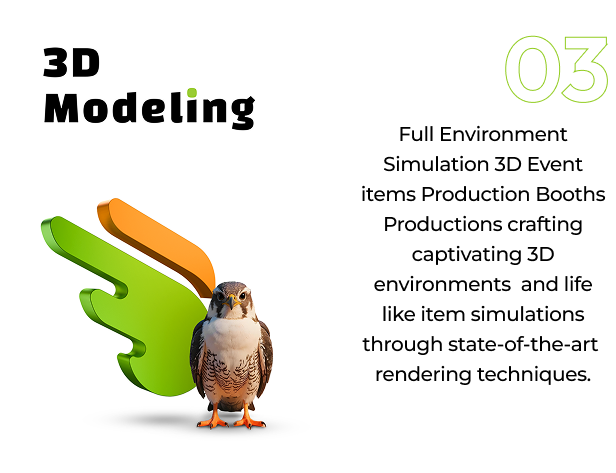 3D
Modeling
03
Full Environment
Simulation 3D Event
items Production Booths
Productions crafting
captivating 3D
environments and life
like item simulations
through state-of-the-art
rendering techniques.